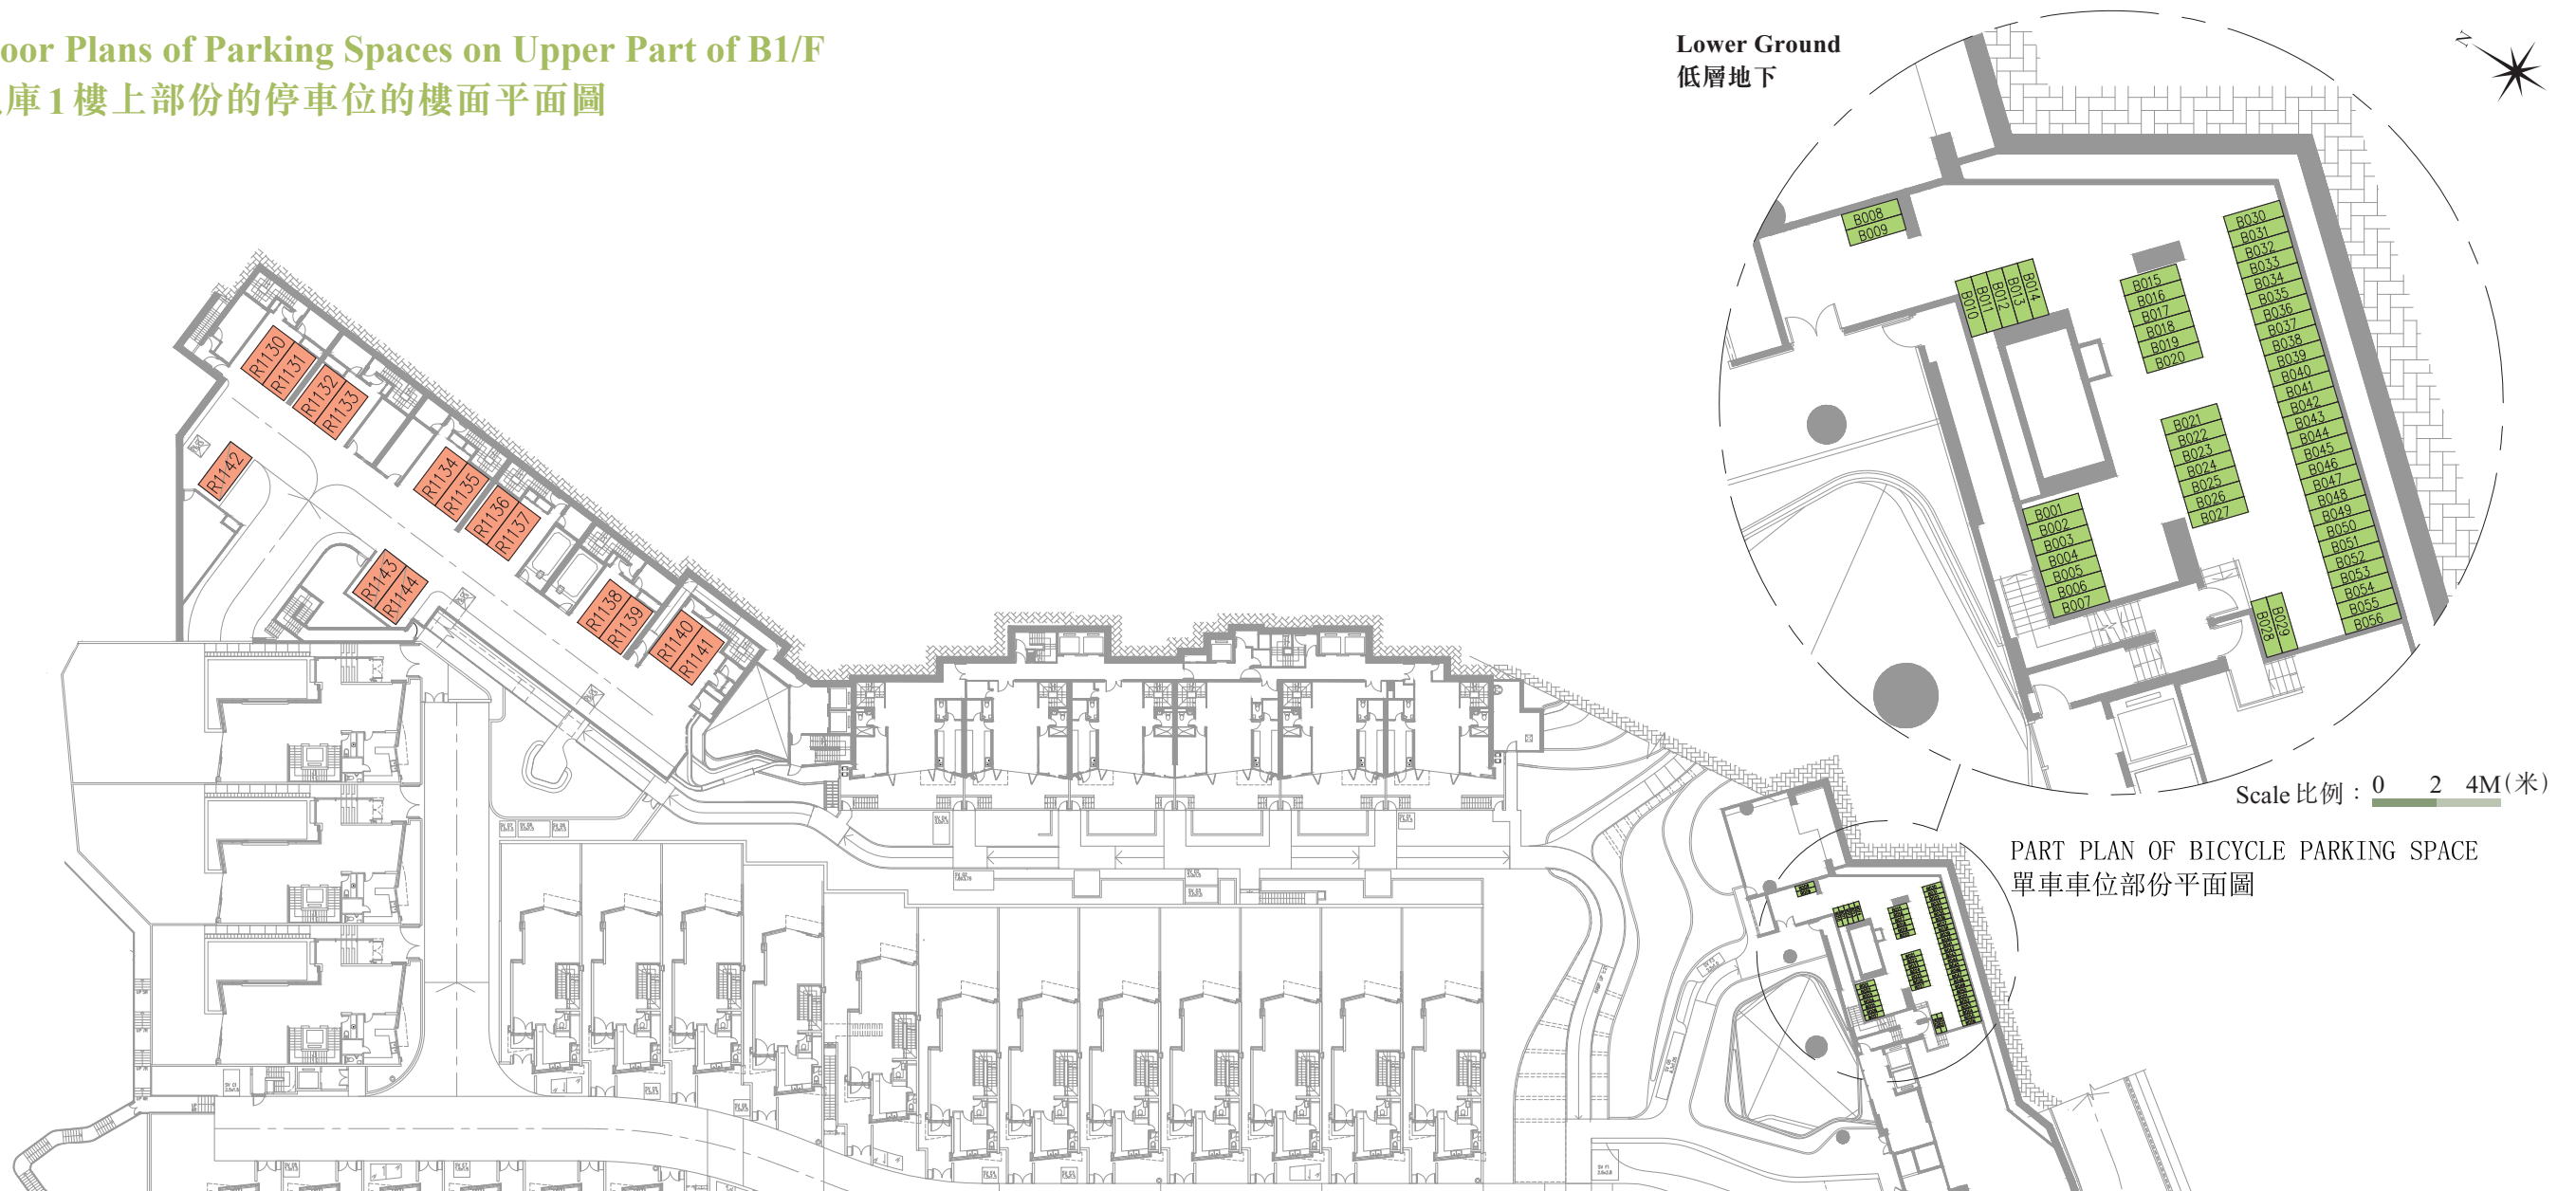 oor Plans of Parking Spaces on Upper Part of B1/F
庫1樓上部份的停車位的樓面平面圖
Lower Ground
低層地下
N
B008
B009
B010
B011
B012
B013
B014
B015
B016
B017
B018
B019
B020
B021
B022
B023
B024
B025
B026
B027
B001
B002
B003
B004
B005
B006
B007
B028
B029
B030
B031
B032
B033
B034
B035
B036
B037
B038
B039
B040
B041
B042
B043
B044
B045
B046
B047
B048
B049
B050
B051
B052
B053
B054
B055
B056
R1130
R1131
R1132
R1133
R1134
R1135
R1136
R1137
R1138
R1139
R1140
R1141
R1142
R1143
R1144
Scale 比例 : 0 2 4M(米)
PART PLAN OF BICYCLE PARKING SPACE
單車車位部份平面圖